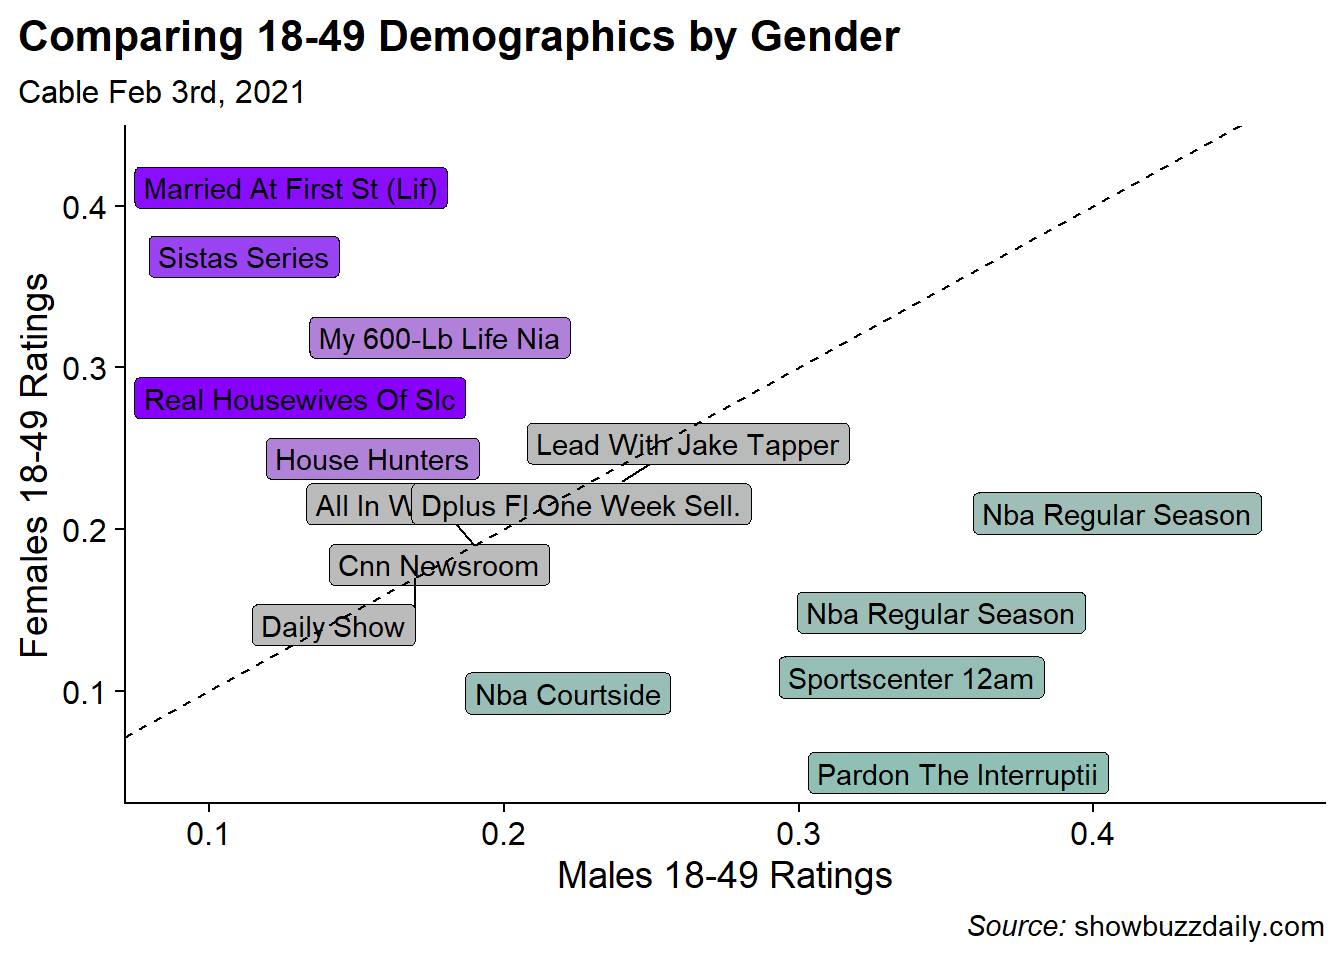 Comparing 18-49 Demographics by Gender
Cable Feb 3rd, 2021
Females 18-49 Ratings
0.4
0.3
0.2
0.1
Married At First St (Lif)
Sistas Series
My 600-Lb Life Nia
Real Housewives Of Slc
Lead With Jake Tapper
House Hunters
All In
Dplus Fl One Week Sell.
Nba Regular Season
Cnn Newsroom
Nba Regular Season
Daily Show
Sportscenter 12am
Nba Courtside
Pardon The Interruptii
0.1
0.2
0.3
0.4
Males 18-49 Ratings
Source: showbuzzdaily.com